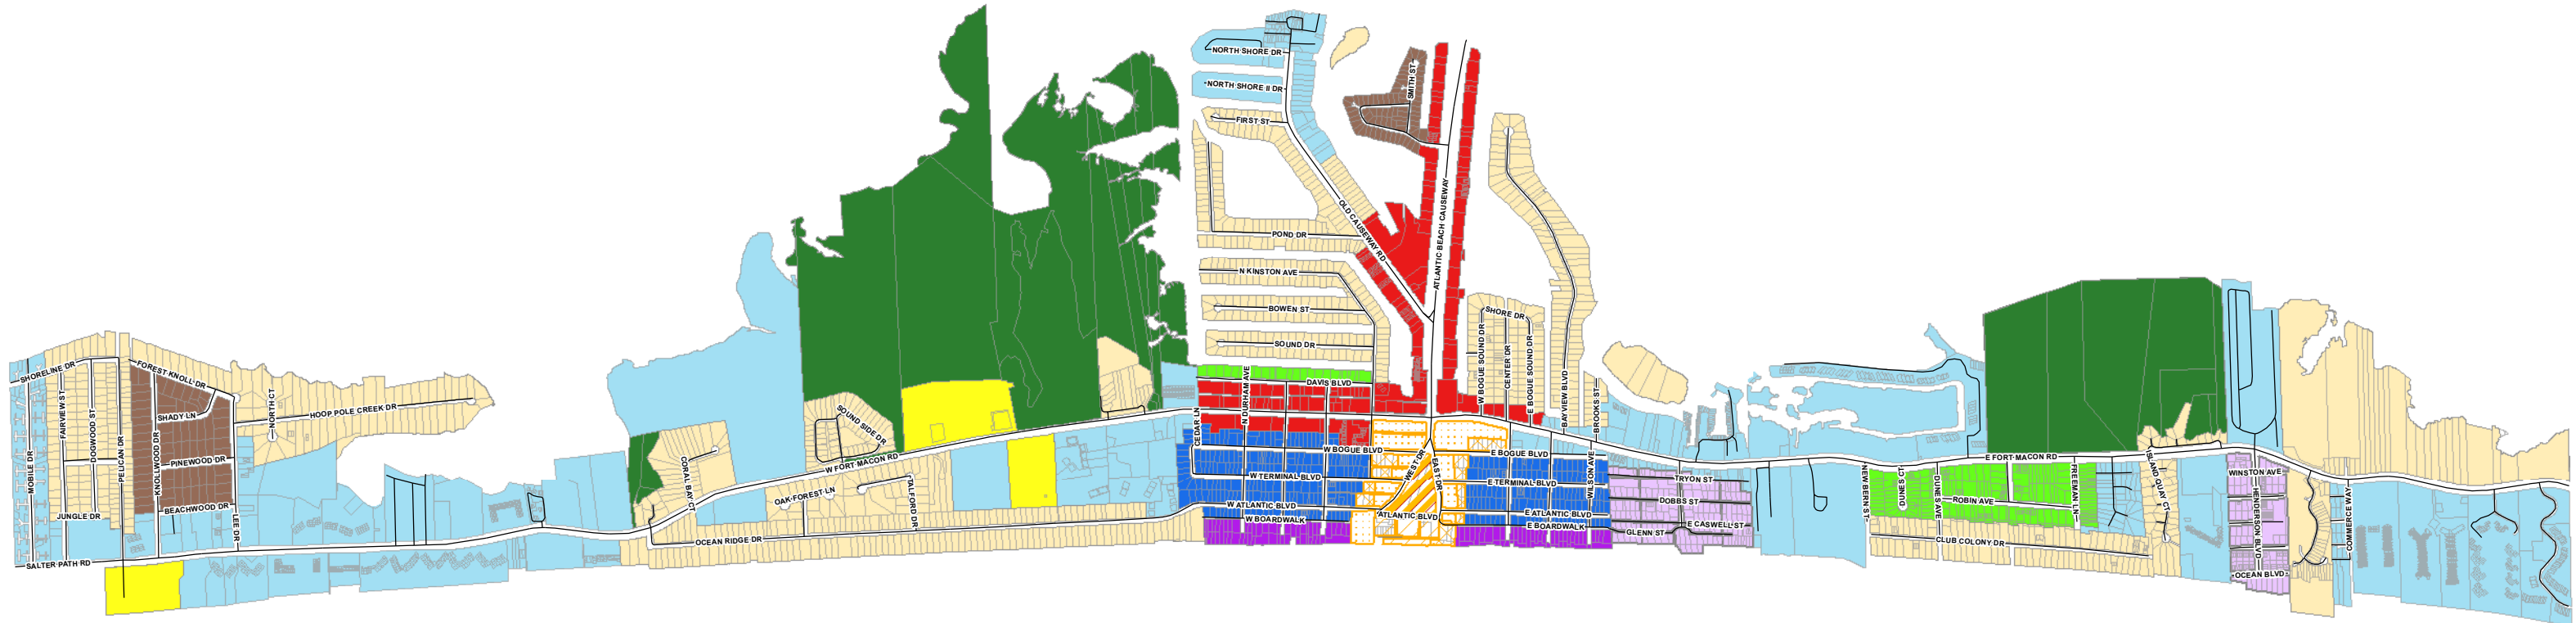 NORTH SHORE DR
NORTH SHORE II DR
FIRST ST
SMITH ST
OLD CAUSEWAY RD
ATLANTIC BEACH CAUSEWAY
POND DR
N KINSTON AVE
BOWEN ST
SOUND DR
W BOGUE SOUND DR
SHORE DR
CENTER DR
E BOGUE SOUND DR
BAYVIEW BLVD
BROOKS ST
DAVIS BLVD
N DURHAM AVE
CEDAR LN
SHORELINE DR
MOBILE DR
FAIRVIEW ST
DOGWOOD ST
PELICAN DR
FOREST KNOLL DR
SHADY LN
KNOLLWOOD DR
PINEWOOD DR
BEACHWOOD DR
LEE DR
NORTH CT
HOOP POLE CREEK DR
JUNGLE DR
SALTER PATH RD
CORAL BAY CT
SOUND SIDE DR
W FORT MACON RD
OAK FOREST LN
TALFORD DR
OCEAN RIDGE DR
W BOGUE BLVD
W TERMINAL BLVD
W ATLANTIC BLVD
W BOARDWALK
WEST DR
EAST DR
ATLANTIC BLVD
E BOGUE BLVD
E TERMINAL BLVD
E ATLANTIC BLVD
E BOARDWALK
WILSON AVE
TRYON ST
DOBBS ST
E CASWELL ST
GLENN ST
NEW BERN ST
DUNES CT
DUNES AVE
ROBIN AVE
FREEMAN LN
E FORT MACON RD
CLUB COLONY DR
ISLAND QUAY CT
WINSTON AVE
HENDERSON BLVD
OCEAN BLVD
COMMERCE WAY